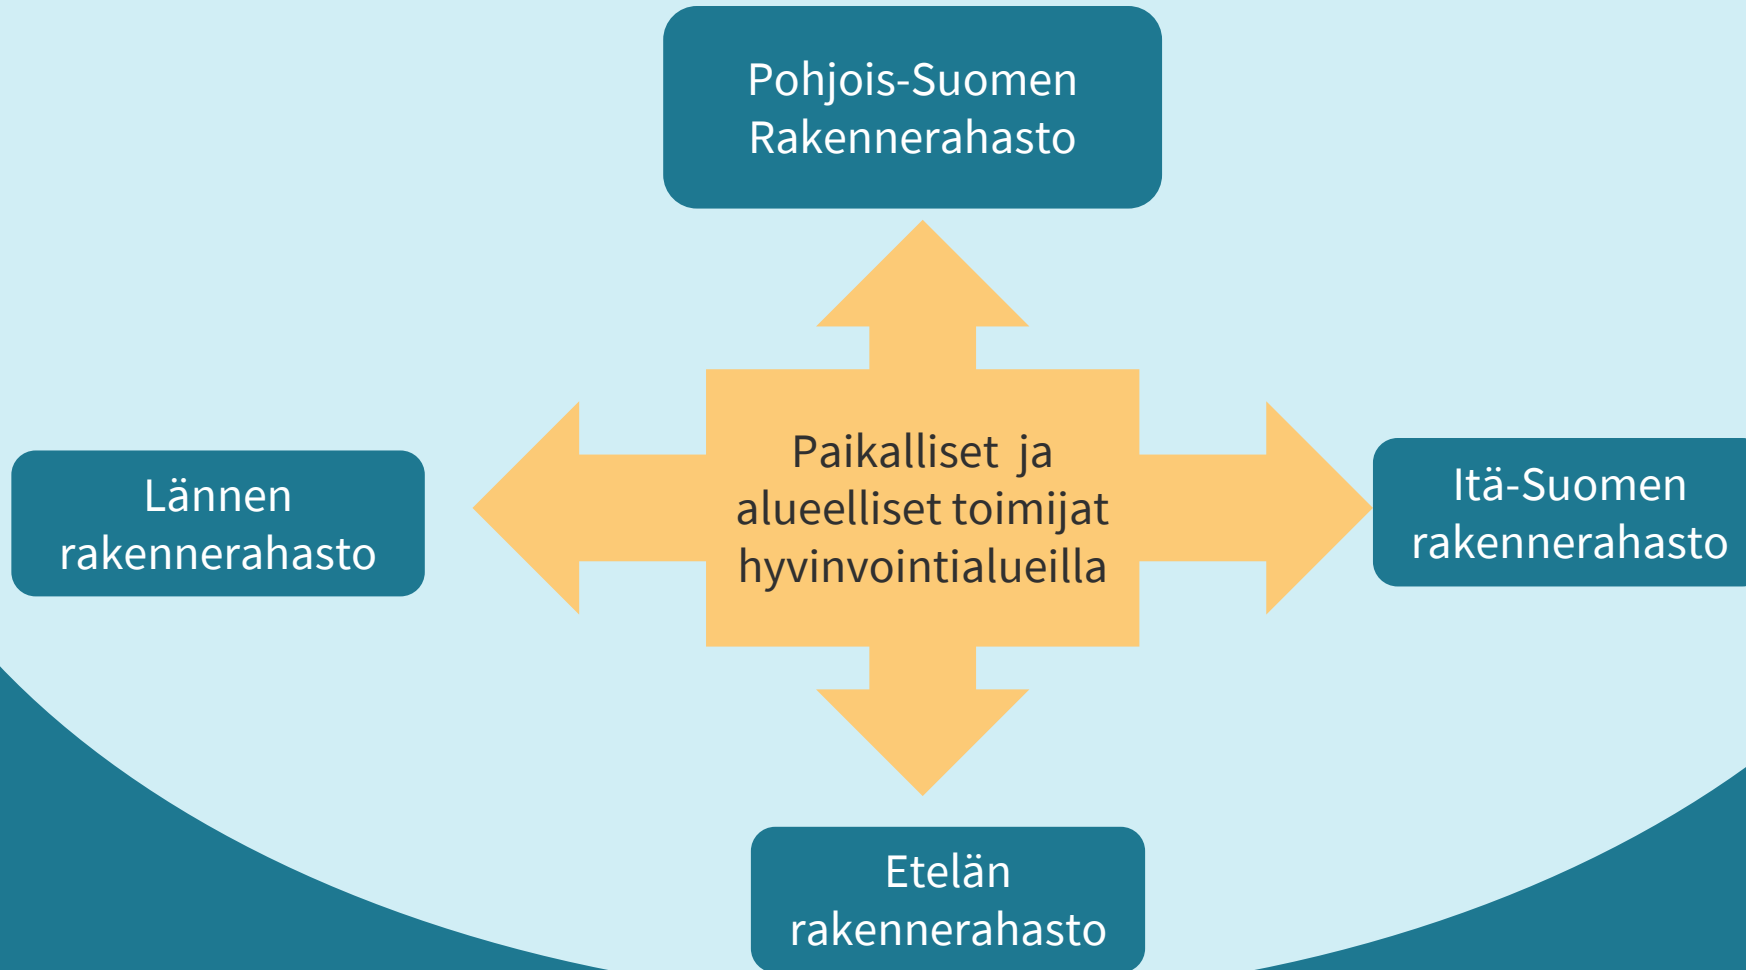 Pohjois-Suomen
Rakennerahasto
Paikalliset ja
alueelliset toimijat
hyvinvointialueilla
Lännen
rakennerahasto
Itä-Suomen
rakennerahasto
Etelän
rakennerahasto